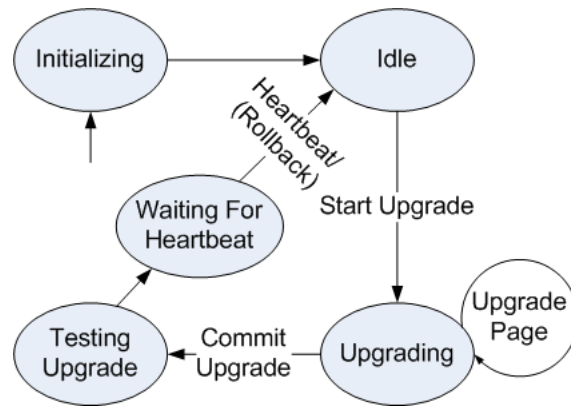 Initializing
Idle
Heartbeat/
(Rollback)
Waiting For
Heartbeat
Start Upgrade
Upgrade
Page
Testing
Upgrade
Commit
Upgrade
Upgrading